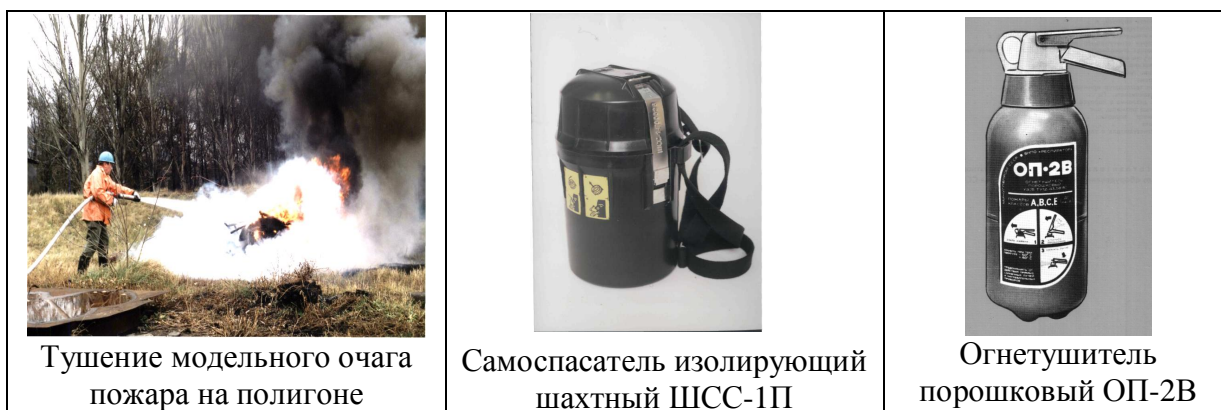 Тушение модельного очага
пожара на полигоне
Самоспасатель изолирующий
шахтный ШСС-1П
ОП-2В
А,В,С,Е
Огнетушитель
порошковый ОП-2В